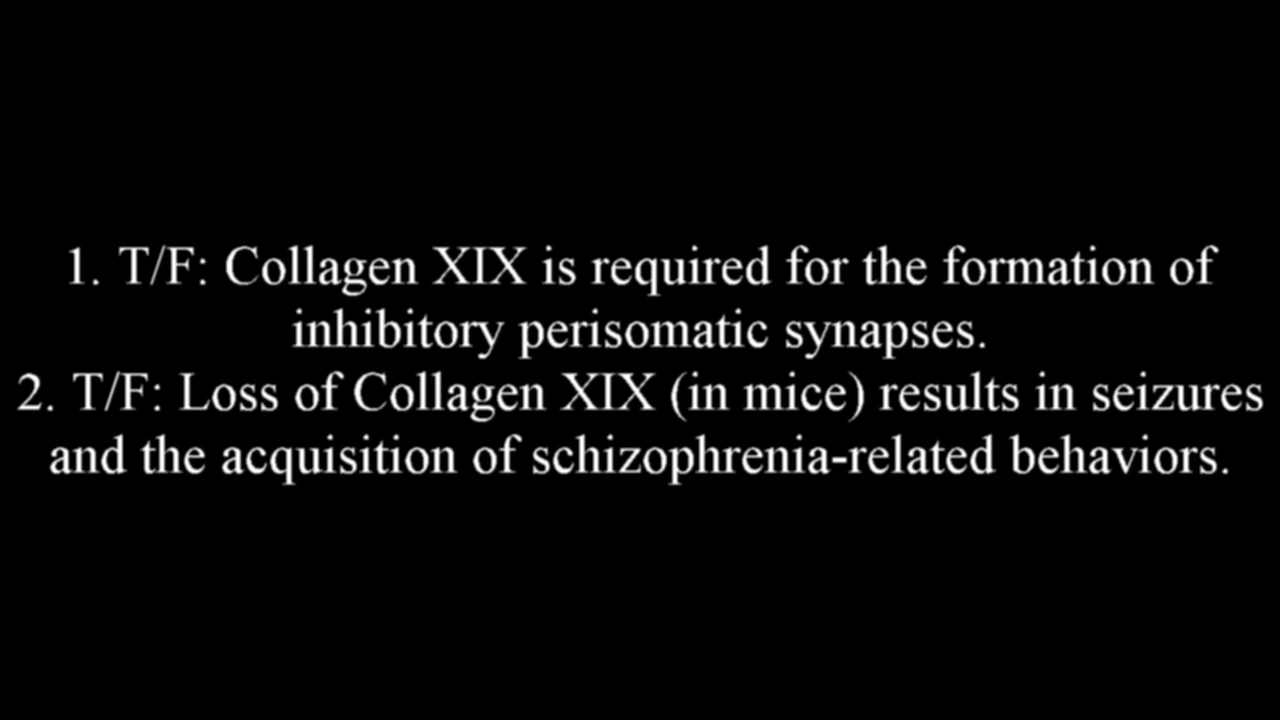 1. T/F: Collagen XIX is required for the formation of
inhibitory perisomatic synapses.
2. T/F: Loss of Collagen XIX (in mice) results in seizures
and the acquisition of schizophrenia-related behaviors.